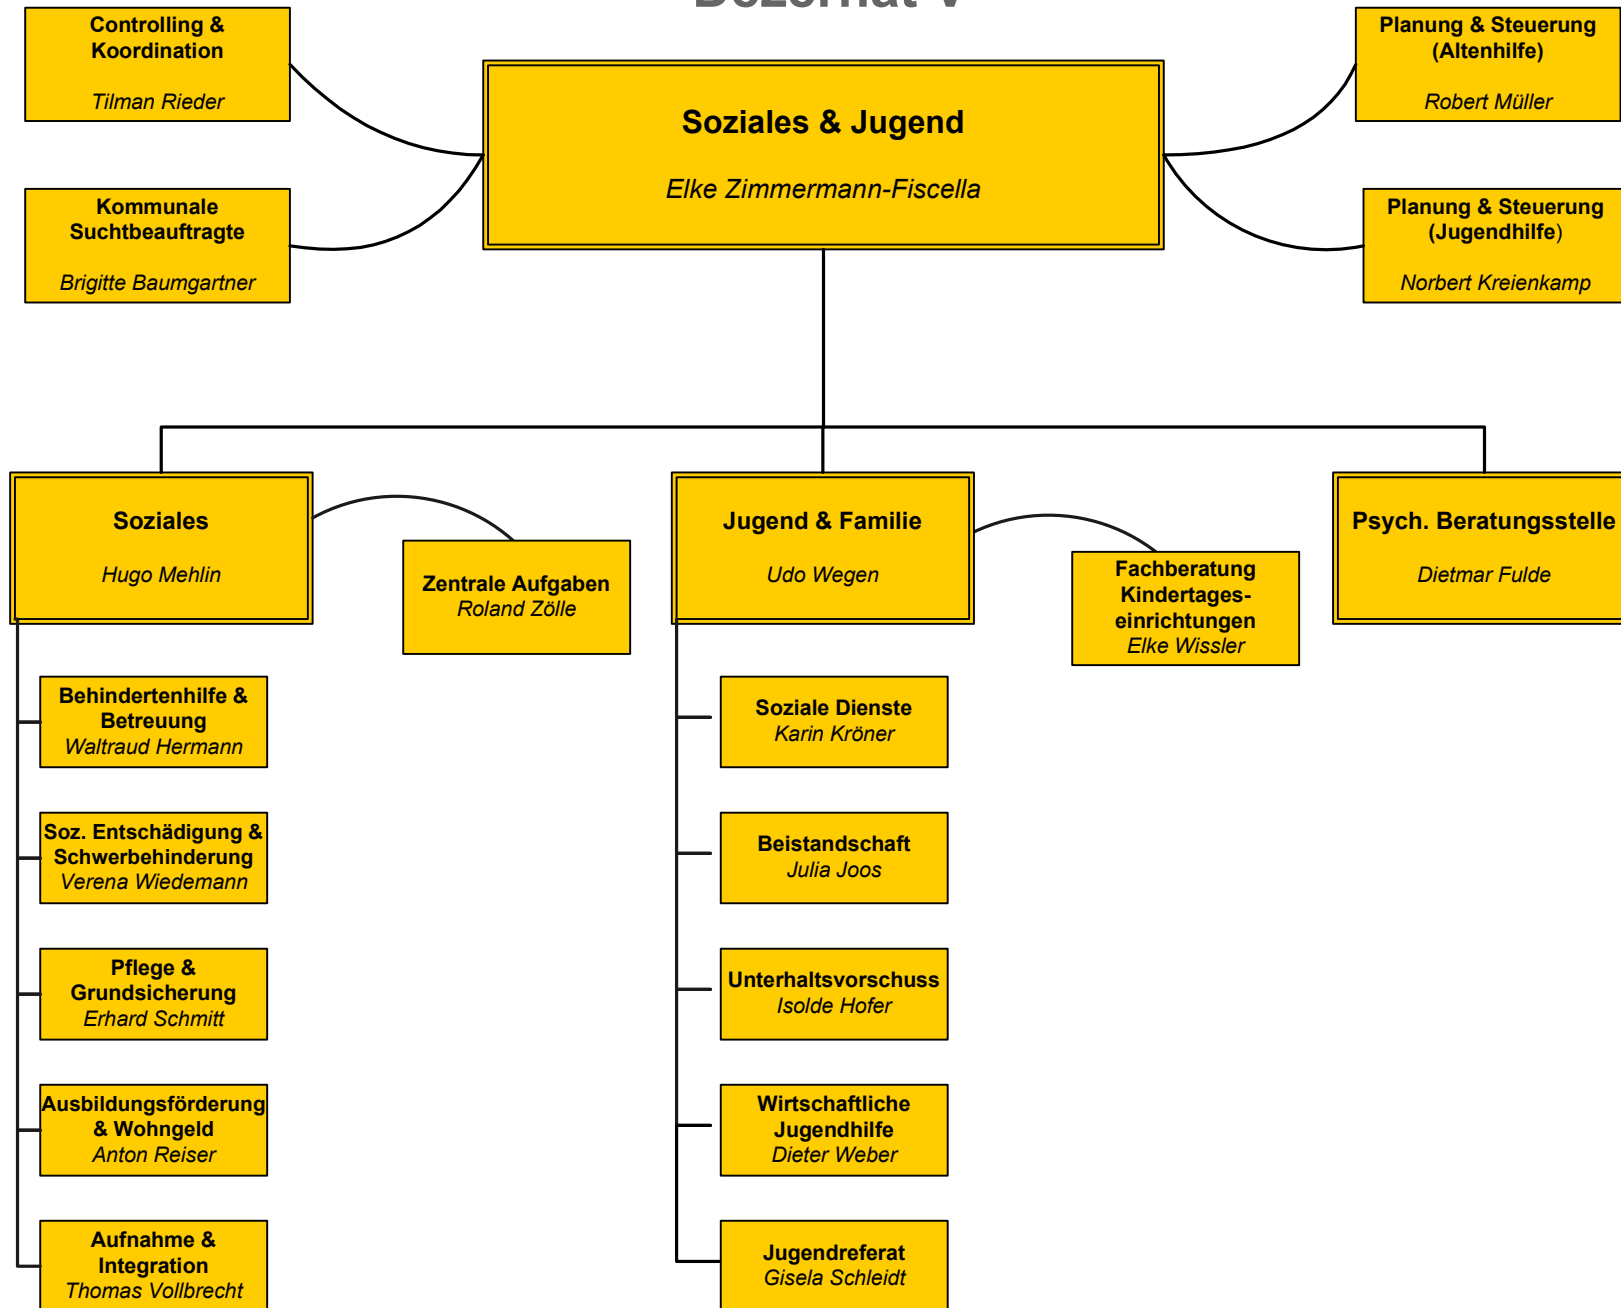 Dezernat V
Controlling &
Koordination
Tilman Rieder
Planung & Steuerung
(Altenhilfe)
Robert Müller
Soziales & Jugend
Elke Zimmermann-Fiscella
Kommunale
Suchtbeauftragte
Brigitte Baumgartner
Planung & Steuerung
(Jugendhilfe)
Norbert Kreienkamp
Soziales
Hugo Mehlin
Zentrale Aufgaben
Roland Zölle
Jugend & Familie
Udo Wegen
Fachberatung
Kindertages-
einrichtungen
Elke Wissler
Psych. Beratungsstelle
Dietmar Fulde
Behindertenhilfe &
Betreuung
Waltraud Hermann
Soz. Entschädigung &
Schwerbehinderung
Verena Wiedemann
Pflege &
Grundsicherung
Erhard Schmitt
Ausbildungsförderung
& Wohngeld
Anton Reiser
Aufnahme &
Integration
Thomas Vollbrecht
Soziale Dienste
Karin Kröner
Beistandschaft
Julia Joos
Unterhaltsvorschuss
Isolde Hofer
Wirtschaftliche
Jugendhilfe
Dieter Weber
Jugendreferat
Gisela Schleidt